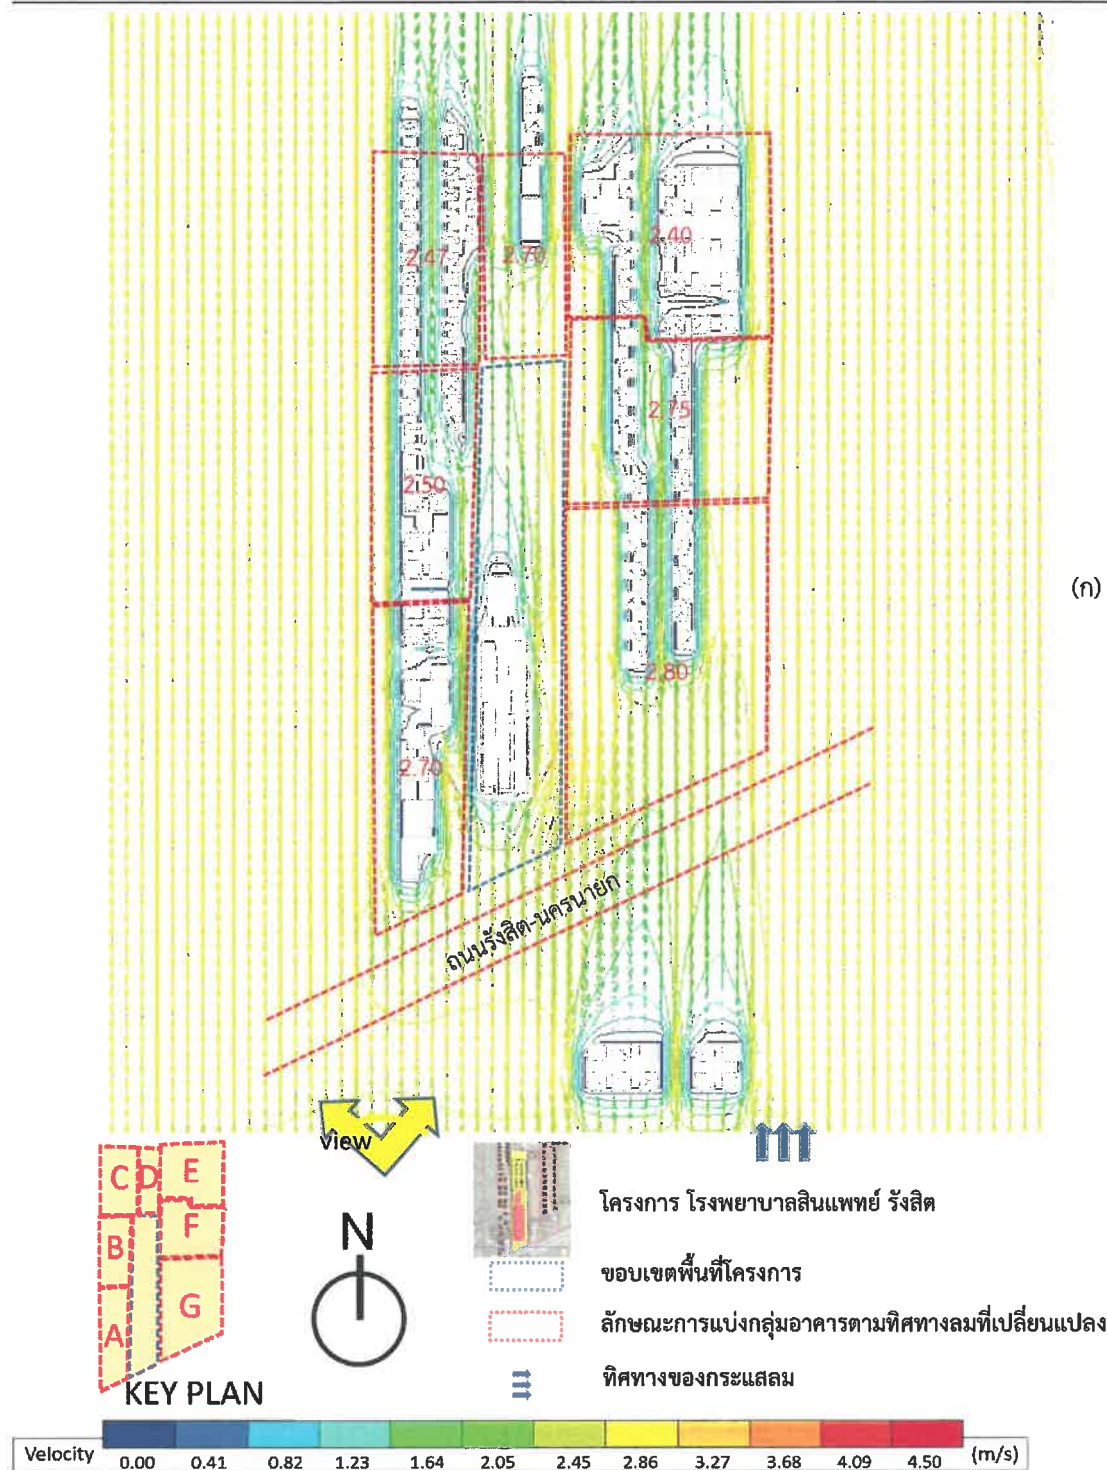 2.47
2.70
2.40
2.75
2.50
2.80
2.70
(ก)
ถนนรังสิต-นครนายก
view
C D E
B F
A G
KEY PLAN
N
โครงการ โรงพยาบาลสินแพทย์ รังสิต
ขอบเขตพื้นที่โครงการ
ลักษณะการแบ่งกลุ่มอาคารตามทิศทางลมที่เปลี่ยนแปลง
ทิศทางของกระแสลม
Velocity 0.00 0.41 0.82 1.23 1.64 2.05 2.45 2.86 3.27 3.68 4.09 4.50 (m/s)